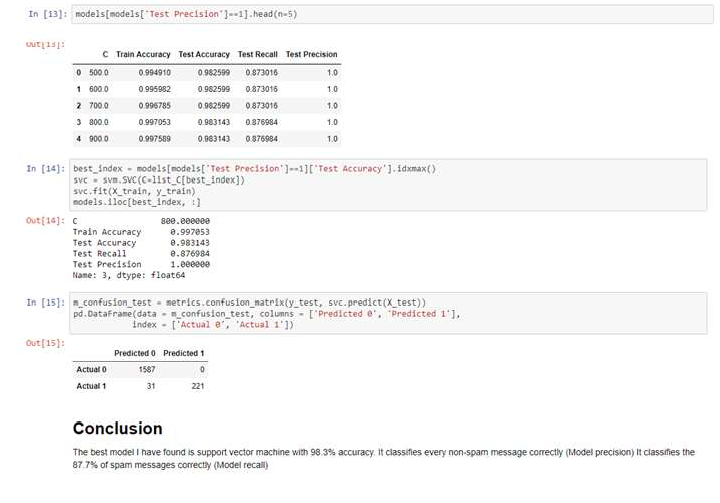 In [13]: models[models['Test Precision']==1].head(n=5)
Out[13]:
C Train Accuracy Test Accuracy Test Recall Test Precision
0 500.0 0.994910 0.982599 0.873016 1.0
1 600.0 0.995982 0.982599 0.873016 1.0
2 700.0 0.996785 0.982599 0.873016 1.0
3 800.0 0.997053 0.983143 0.876984 1.0
4 900.0 0.997589 0.983143 0.876984 1.0
In [14]: best_index = models[models['Test Precision']==1]['Test Accuracy'].idxmax()
svc = svm.SVC(C=list_C[best_index])
svc.fit(X_train, y_train)
models.iloc[best_index, :]
Out[14]: C 800.000000
Train Accuracy 0.997053
Test Accuracy 0.983143
Test Recall 0.876984
Test Precision 1.000000
Name: 3, dtype: float64
In [15]: m_confusion_test = metrics.confusion_matrix(y_test, svc.predict(X_test))
pd.DataFrame(data = m_confusion_test, columns = ['Predicted 0', 'Predicted 1'],
index = ['Actual 0', 'Actual 1'])
Out[15]:
Predicted 0 Predicted 1
Actual 0 1587 0
Actual 1 31 221
Conclusion
The best model I have found is support vector machine with 98.3% accuracy. It classifies every non-spam message correctly (Model precision) It classifies the
87.7% of spam messages correctly (Model recall)